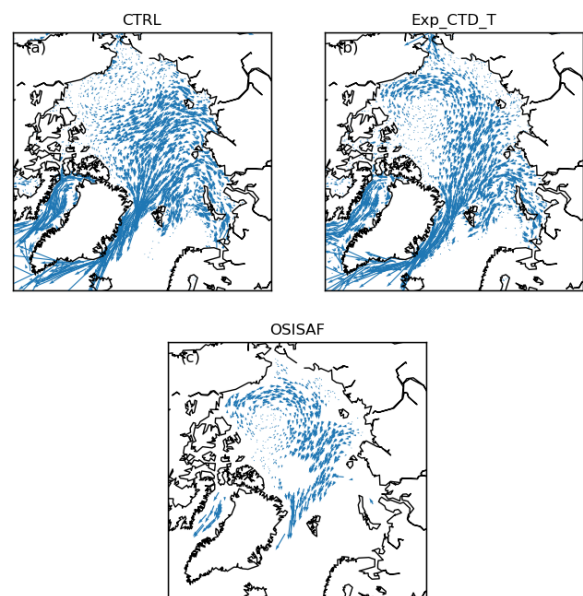 CTRL
(a)
Exp_CTD_T
(b)
OSISAF
(c)